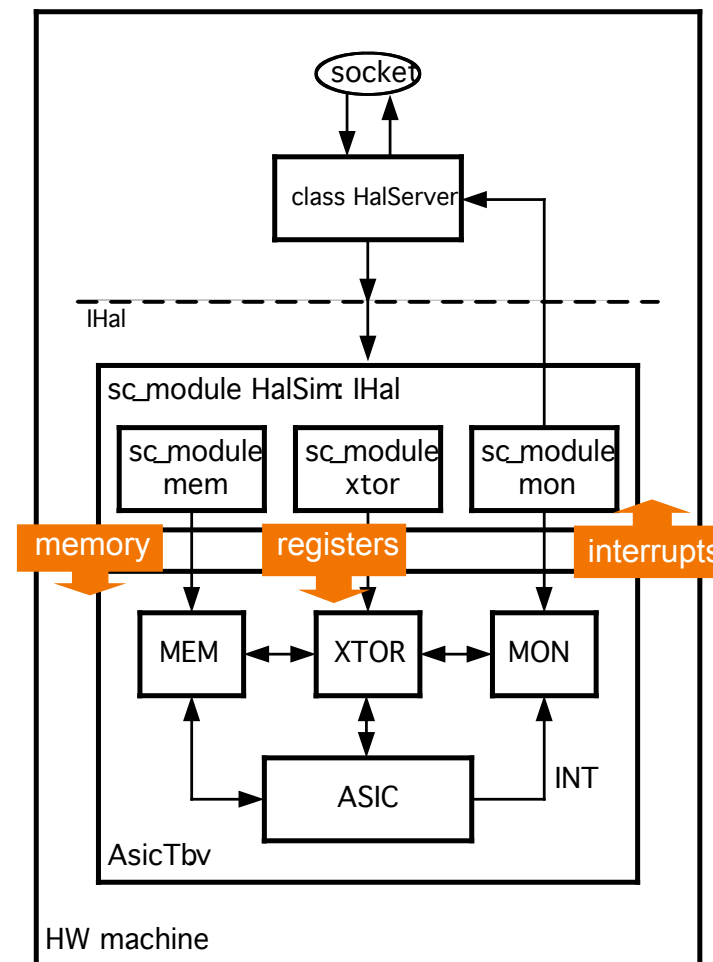 socket
class HalServer
IHal
sc_module HalSim: IHal
sc_module
mem
sc_module
xtor
sc_module
mon
memory
registers
interrupts
MEM
XTOR
MON
ASIC
INT
AsicTb.v
HW machine